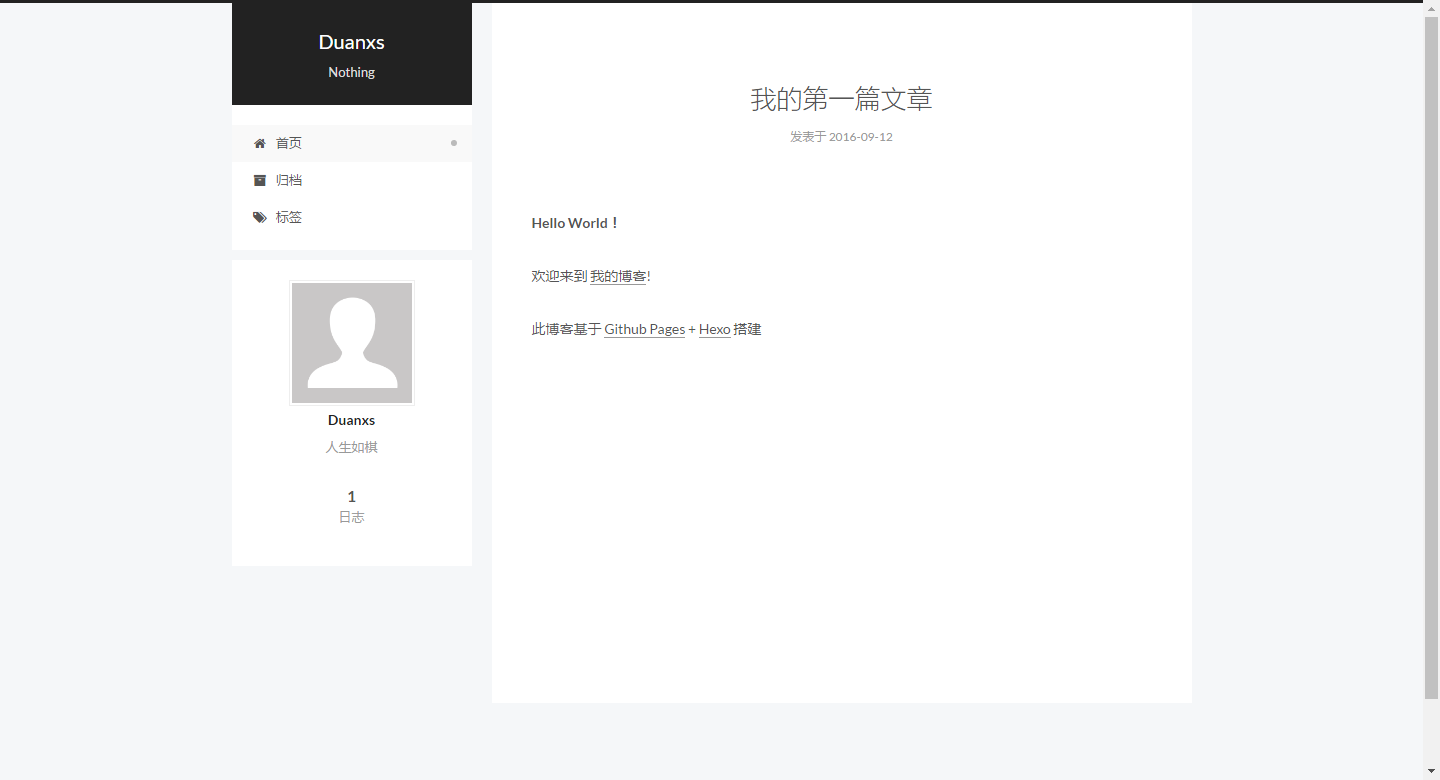 Duanxs
Nothing
首页
归档
标签
Duanxs
人生如棋
1
日志
我的第一篇文章
发表于 2016-09-12
Hello World！
欢迎来到 我的博客!
此博客基于 Github Pages + Hexo 搭建